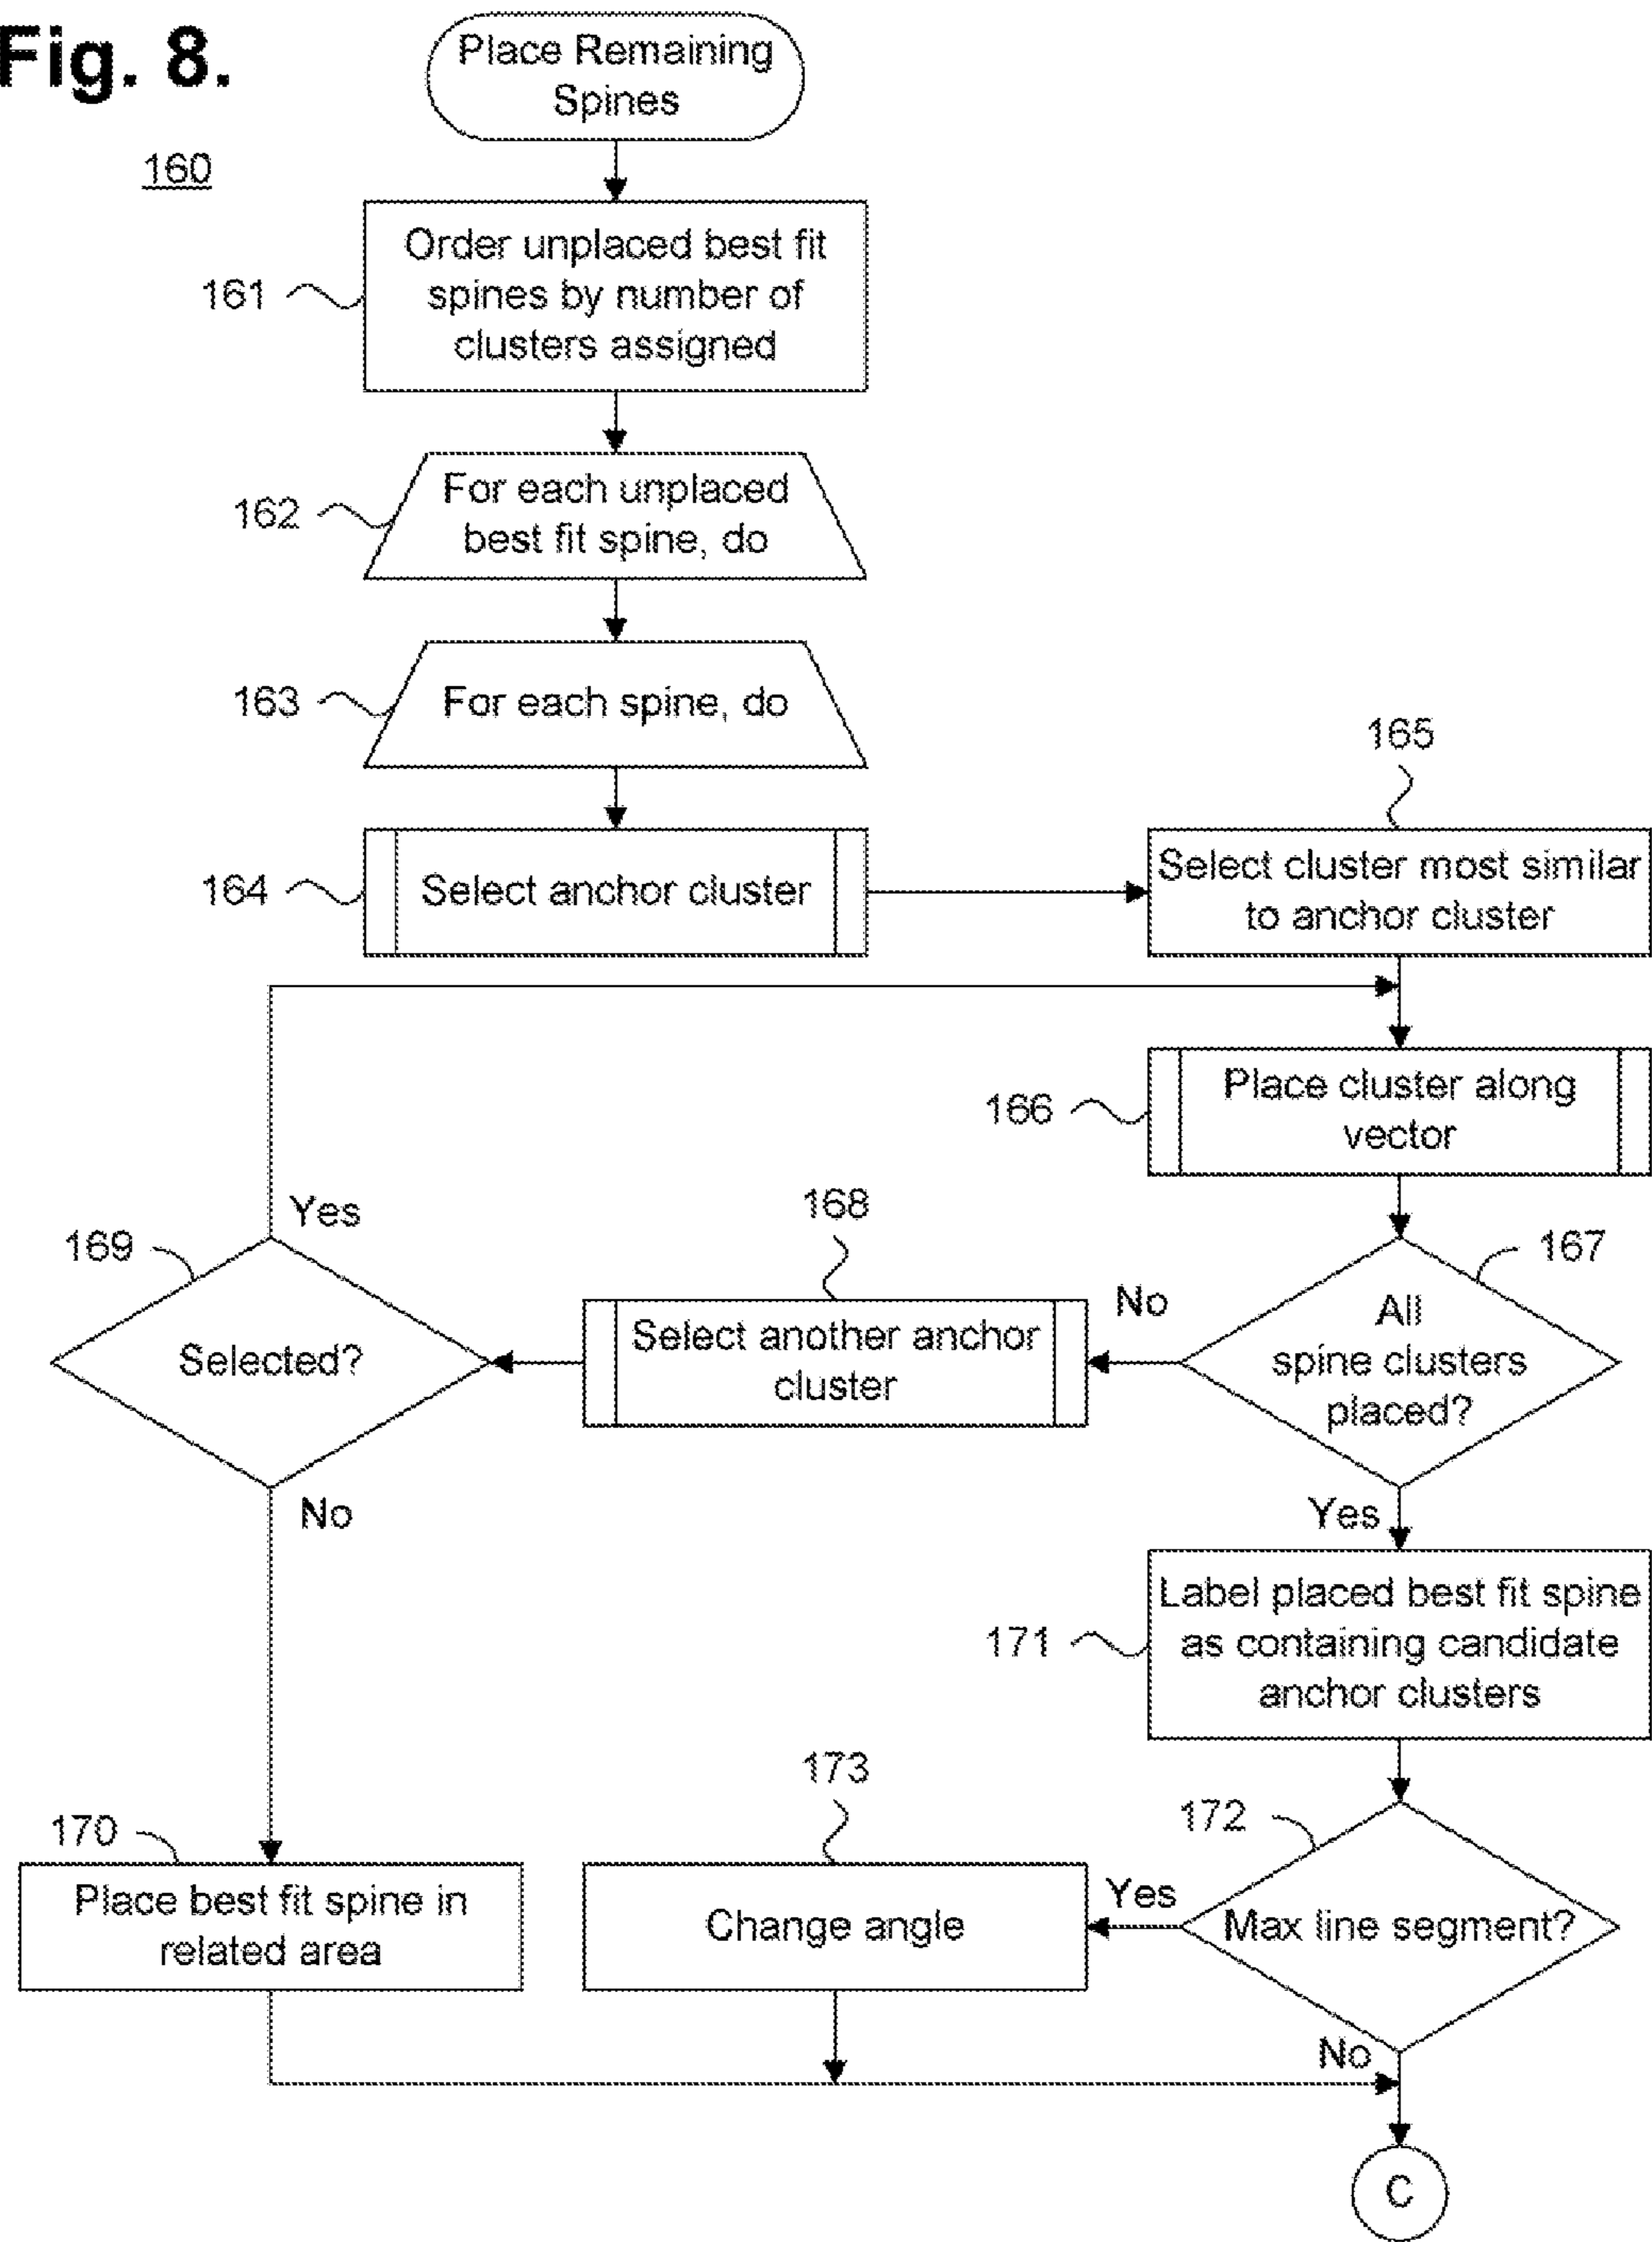 Fig. 8.
160
Place Remaining
Spines
161
Order unplaced best fit
spines by number of
clusters assigned
162
For each unplaced
best fit spine, do
163
For each spine, do
164
Select anchor cluster
165
Select cluster most similar
to anchor cluster
166
Place cluster along
vector
167
All
spine clusters
placed?
No
168
Select another anchor
cluster
169
Selected?
Yes
No
Yes
170
Place best fit spine in
related area
171
Label placed best fit spine
as containing candidate
anchor clusters
172
Max line segment?
Yes
173
Change angle
No
C